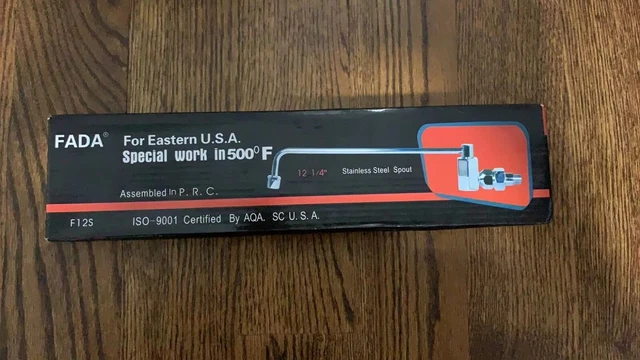 FADA®
For Eastern U.S.A.
Special work in 500⁰F
12 1/4"
Stainless Steel Spout
Assembled In P. R. C.
F12S
ISO-9001 Certified By AQA. SC U. S. A.